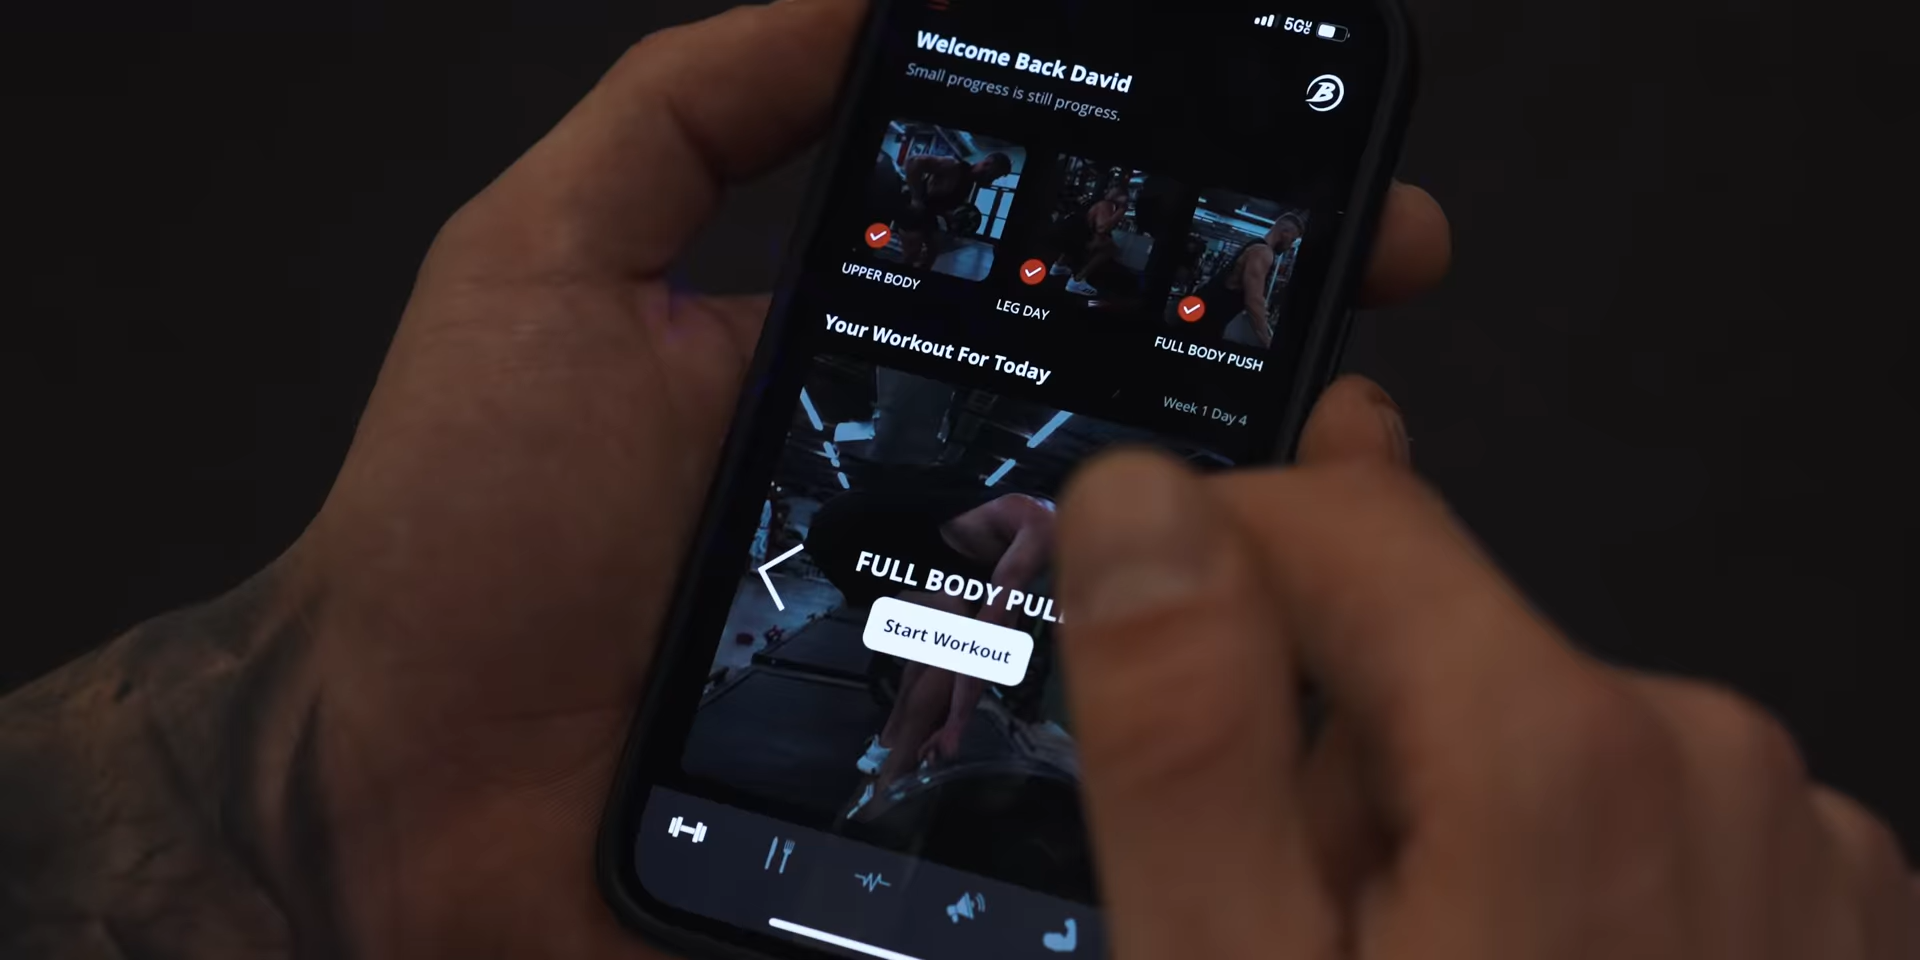 5G
Welcome Back David
Small progress is still progress.
B
UPPER BODY
LEG DAY
FULL BODY PUSH
Your Workout For Today
Week 1 Day 4
FULL BODY PUL
Start Workout